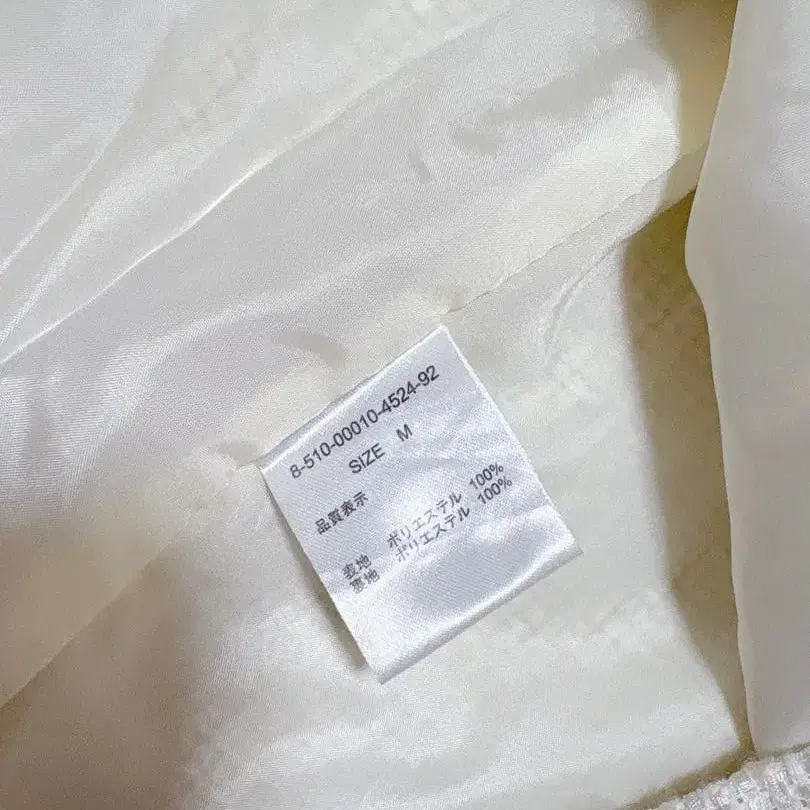 8-510-00010-4524-92
SIZE M
品質表示
表地 ポリエステル 100%
裏地 ポリエステル 100%